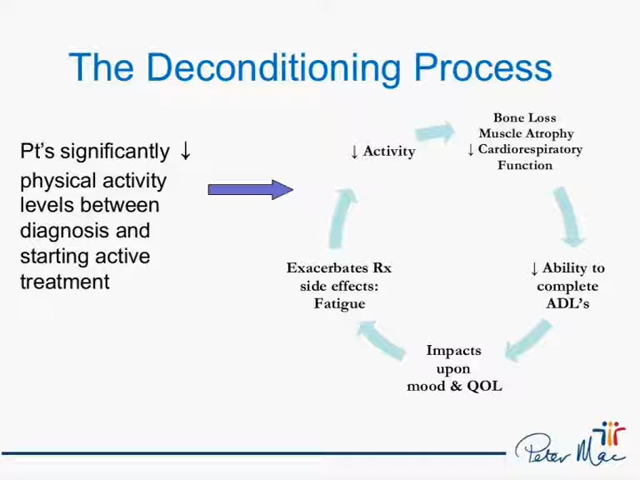 The Deconditioning Process
Pt's significantly ↓
physical activity
levels between
diagnosis and
starting active
treatment
↓ Activity
Bone Loss
Muscle Atrophy
↓ Cardiorespiratory
Function
↓ Ability to
complete
ADL's
Impacts
upon
mood & QOL
Exacerbates Rx
side effects:
Fatigue
Peter Mac